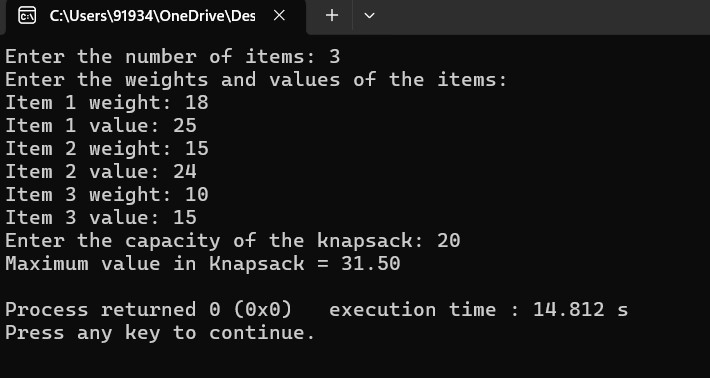 C:\Users\91934\OneDrive\Des
Enter the number of items: 3
Enter the weights and values of the items:
Item 1 weight: 18
Item 1 value: 25
Item 2 weight: 15
Item 2 value: 24
Item 3 weight: 10
Item 3 value: 15
Enter the capacity of the knapsack: 20
Maximum value in Knapsack = 31.50
Process returned 0 (0x0)   execution time : 14.812 s
Press any key to continue.